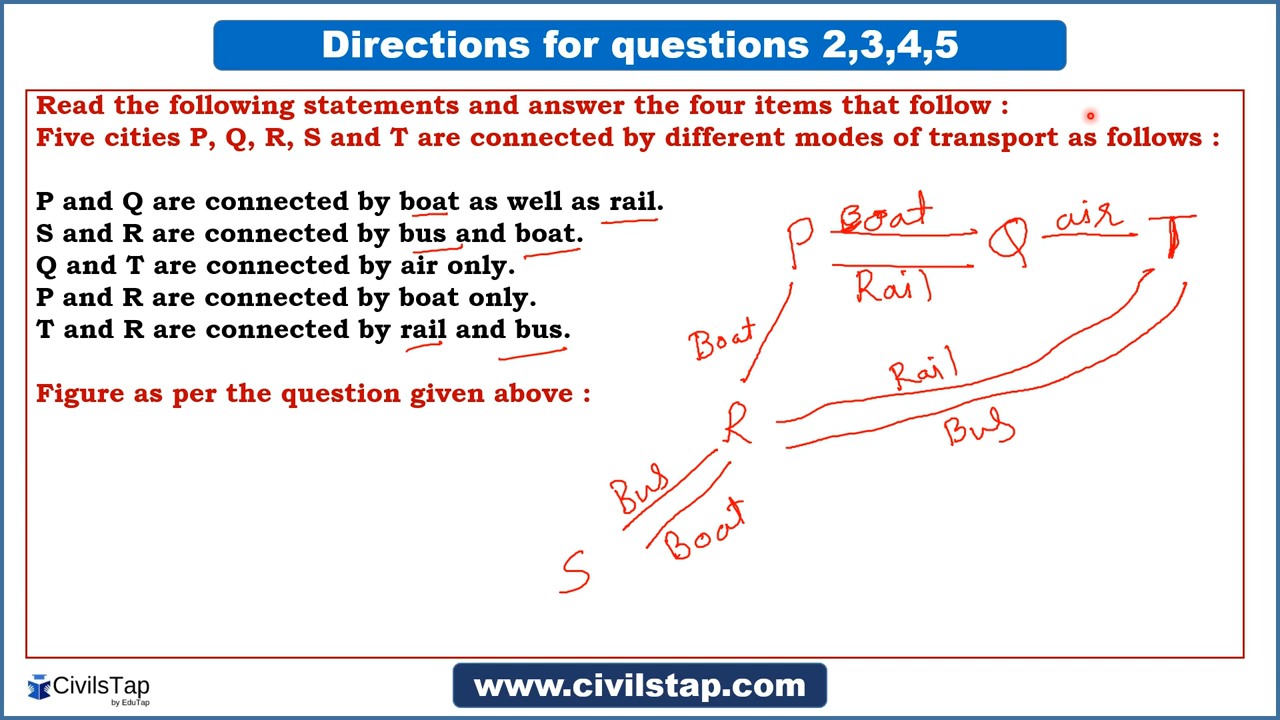 Directions for questions 2,3,4,5
Read the following statements and answer the four items that follow :
Five cities P, Q, R, S and T are connected by different modes of transport as follows :
P and Q are connected by boat as well as rail.
S and R are connected by bus and boat.
Q and T are connected by air only.
P and R are connected by boat only.
T and R are connected by rail and bus.
Figure as per the question given above :
P Boat Q air T
Rail
Boat
Rail
R
Bus
Bus
Boat
S
CivilsTap
by EduTap
www.civilstap.com